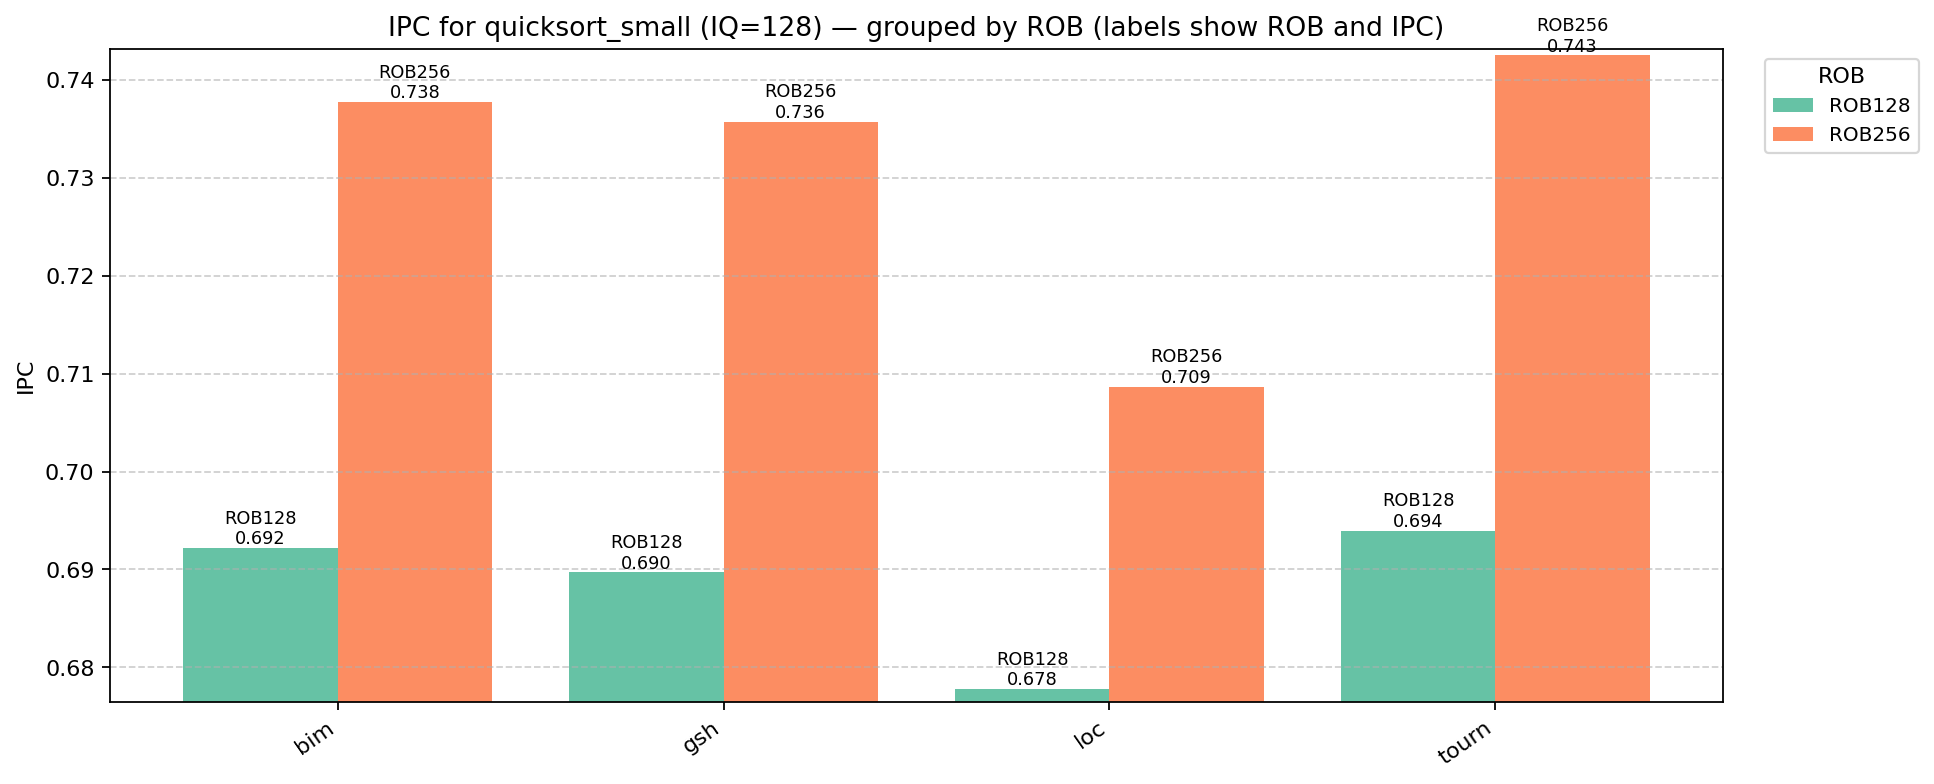 IPC for quicksort_small (IQ=128) — grouped by ROB (labels show ROB and IPC)
IPC
0.74
0.73
0.72
0.71
0.70
0.69
0.68
ROB128
0.692
ROB256
0.738
ROB128
0.690
ROB256
0.736
ROB128
0.678
ROB256
0.709
ROB128
0.694
ROB256
0.743
bim
gsh
loc
tourn
ROB
ROB128
ROB256